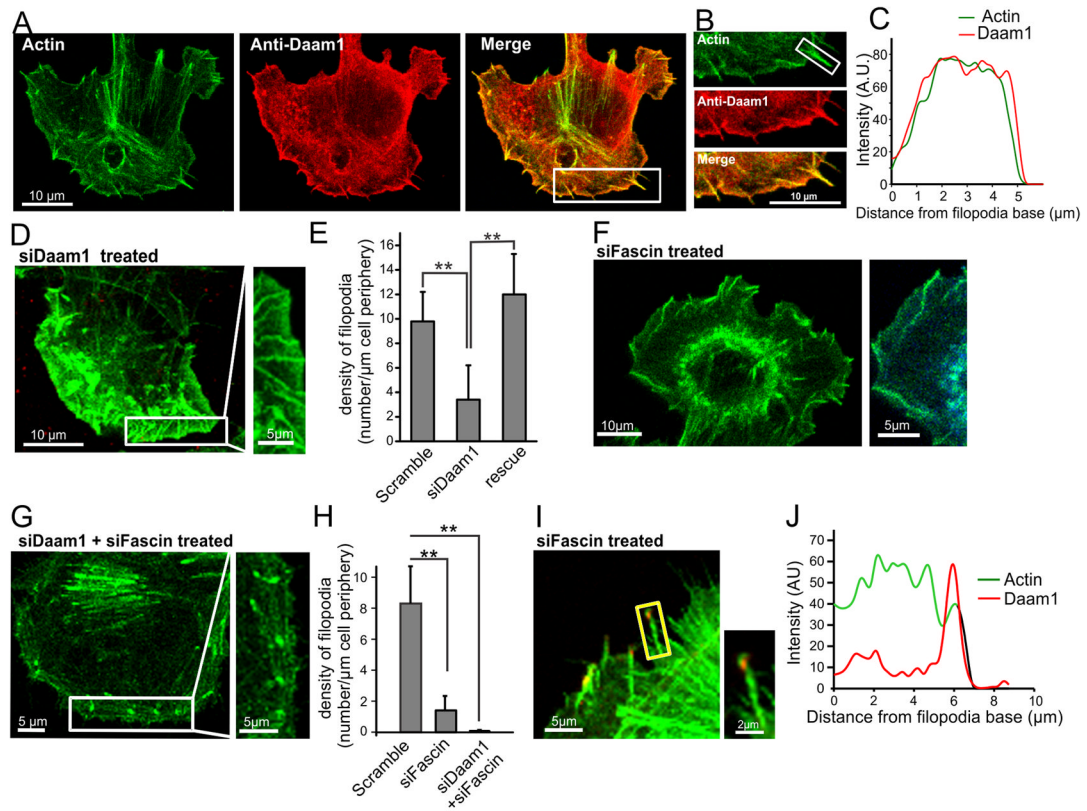 A
Actin
Anti-Daam1
Merge
10 µm
B
Actin
Anti-Daam1
Merge
10 µm
C
Actin
Daam1
Intensity (A.U.)
80
60
40
20
0
0 1 2 3 4 5
Distance from filopodia base (µm)
D
siDaam1 treated
10 µm
5µm
E
density of filopodia
(number/µm cell periphery)
16
14
12
10
8
6
4
2
0
**
**
Scramble
siDaam1
rescue
F
siFascin treated
10µm
5µm
G
siDaam1 + siFascin treated
5 µm
5µm
H
density of filopodia
(number/µm cell periphery)
10
8
6
4
2
0
**
**
Scramble
siFascin
siDaam1
+siFascin
I
siFascin treated
5µm
2µm
J
Actin
Daam1
Intensity (AU)
70
60
50
40
30
20
10
0
0 2 4 6 8 10
Distance from filopodia base (µm)